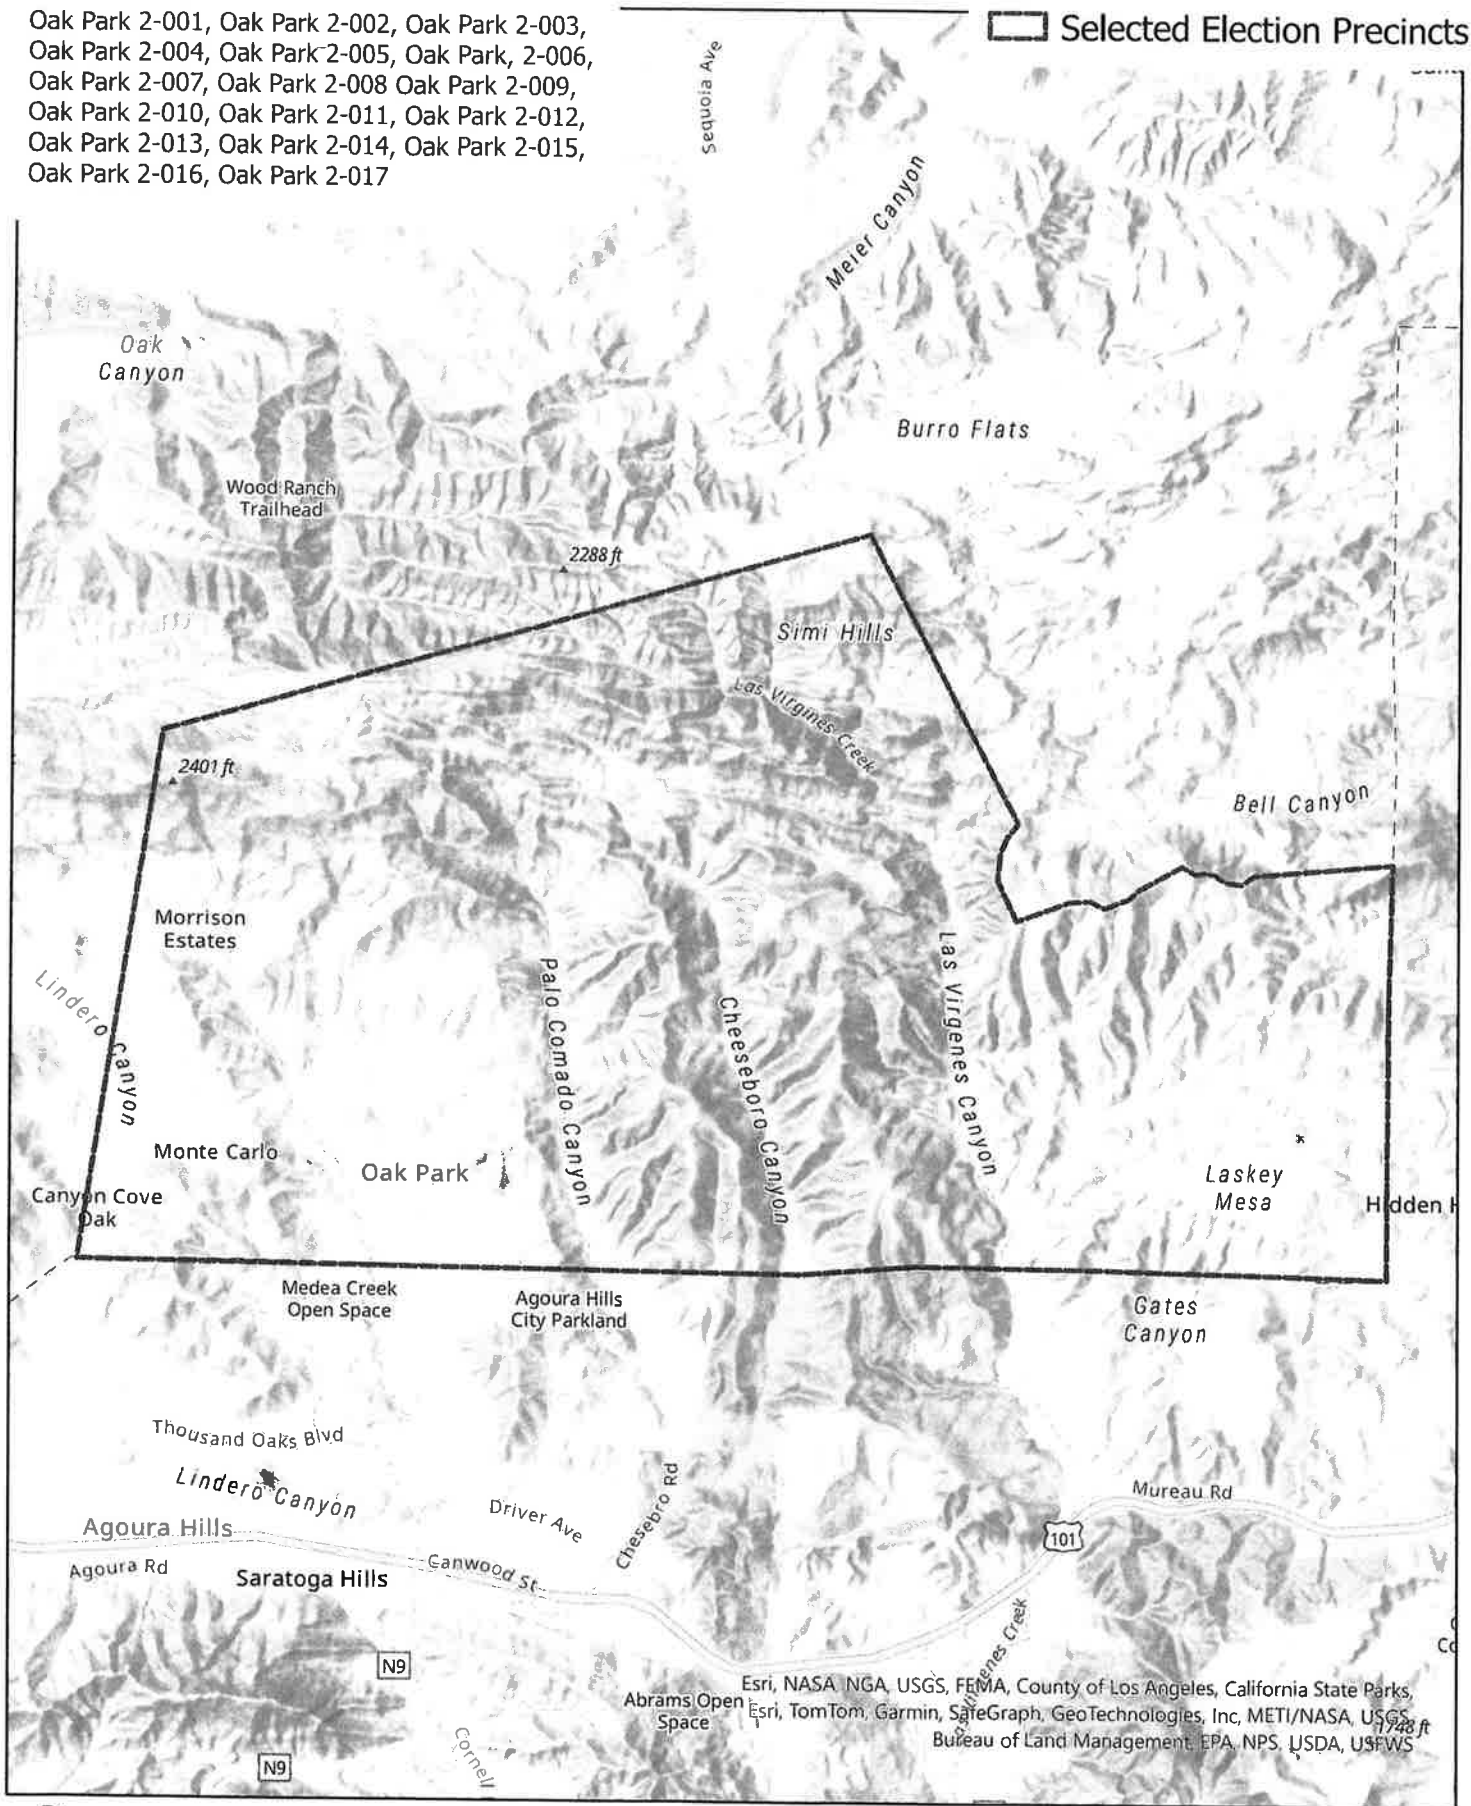 Oak Park 2-001, Oak Park 2-002, Oak Park 2-003,
Oak Park 2-004, Oak Park 2-005, Oak Park, 2-006,
Oak Park 2-007, Oak Park 2-008 Oak Park 2-009,
Oak Park 2-010, Oak Park 2-011, Oak Park 2-012,
Oak Park 2-013, Oak Park 2-014, Oak Park 2-015,
Oak Park 2-016, Oak Park 2-017
Selected Election Precincts
Sequoia Ave
Meier Canyon
Oak
Canyon
Burro Flats
Wood Ranch
Trailhead
2288 ft
Simi Hills
Las Virgines Creek
2401 ft
Bell Canyon
Morrison
Estates
Lindero Canyon
Palo Comado Canyon
Cheeseboro Canyon
Las Virgenes Canyon
Monte Carlo
Oak Park
Laskey
Mesa
Canyon Cove
Oak
Hidden H
Medea Creek
Open Space
Agoura Hills
City Parkland
Gates
Canyon
Thousand Oaks Blvd
Lindero Canyon
Driver Ave
Chesebro Rd
Mureau Rd
101
Agoura Hills
Agoura Rd
Canwood St
Saratoga Hills
N9
Abrams Open
Space
Cornell
N9
Co
Esri, NASA, NGA, USGS, FEMA, County of Los Angeles, California State Parks,
Esri, TomTom, Garmin, SafeGraph, GeoTechnologies, Inc, METI/NASA, USGS,
1748 ft
Bureau of Land Management, EPA, NPS, USDA, USFWS